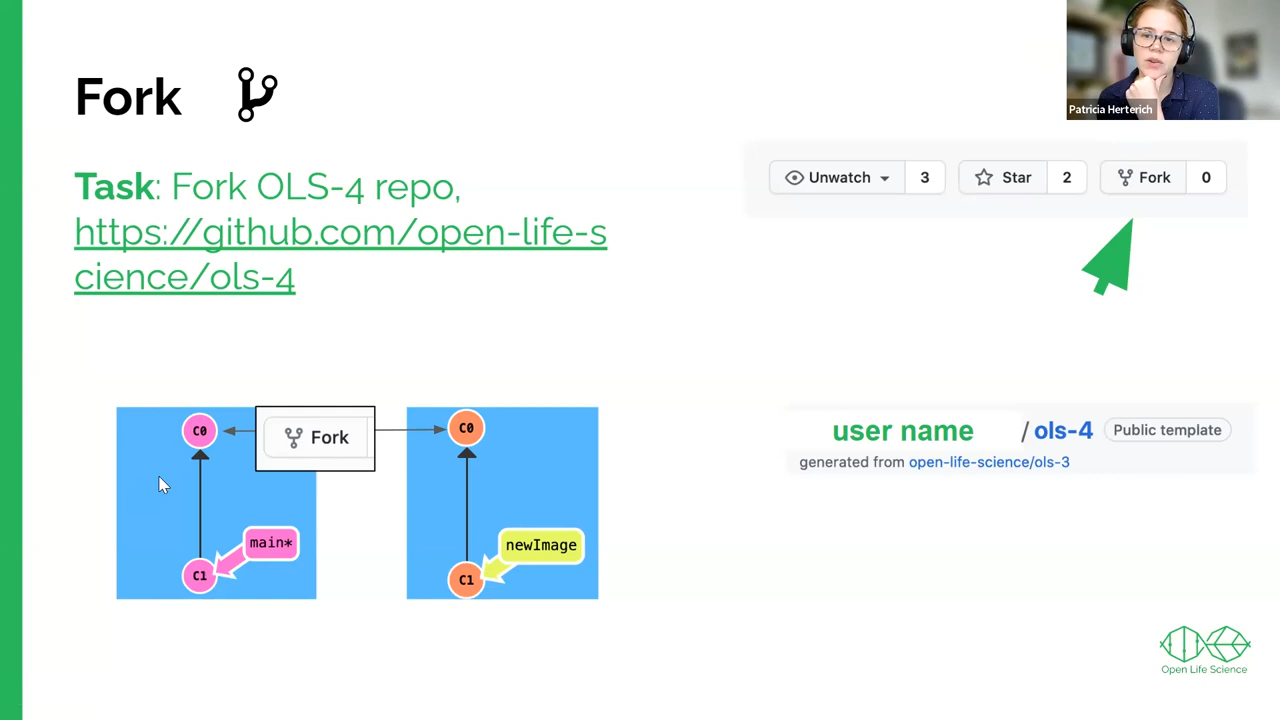 Fork
Task: Fork OLS-4 repo,
https://github.com/open-life-s
cience/ols-4
Patricia Herterich
Unwatch 3 Star 2 Fork 0
C0 Fork C0
main*
newImage
C1
C1
user name / ols-4 Public template
generated from open-life-science/ols-3
Open Life Science